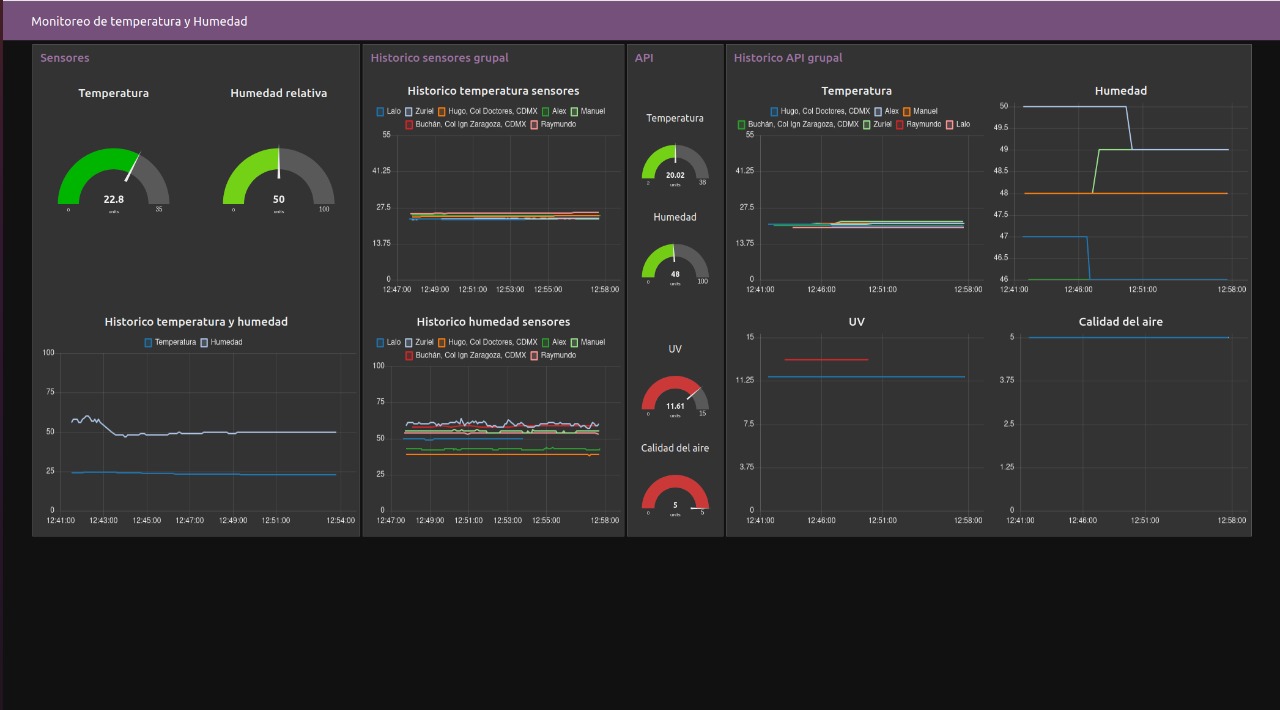 Monitoreo de temperatura y Humedad
Sensores
Temperatura
Humedad relativa
22.8
units
0
35
50
units
0
100
Historico temperatura y humedad
Temperatura Humedad
100
75
50
25
0
12:41:00 12:43:00 12:45:00 12:47:00 12:49:00 12:51:00 12:54:00
Historico sensores grupal
Historico temperatura sensores
Lalo Zuriel Hugo, Col Doctores, CDMX Alex Manuel
Buchán, Col Ign Zaragoza, CDMX Raymundo
55
41.25
27.5
13.75
0
12:47:00 12:49:00 12:51:00 12:53:00 12:55:00 12:58:00
Historico humedad sensores
Lalo Zuriel Hugo, Col Doctores, CDMX Alex Manuel
Buchán, Col Ign Zaragoza, CDMX Raymundo
100
75
50
25
0
12:47:00 12:49:00 12:51:00 12:55:00 12:58:00
API
Temperatura
20.02
units
2
38
Humedad
48
units
0
100
UV
11.61
units
0
15
Calidad del aire
5
units
0
5
Historico API grupal
Temperatura
Hugo, Col Doctores, CDMX Alex Manuel
Buchán, Col Ign Zaragoza, CDMX Zuriel Raymundo Lalo
55
41.25
27.5
13.75
0
12:41:00 12:46:00 12:51:00 12:58:00
Humedad
50
49.5
49
48.5
48
47.5
47
46.5
46
12:41:00 12:46:00 12:51:00 12:58:00
UV
15
11.25
7.5
3.75
0
12:41:00 12:46:00 12:51:00 12:58:00
Calidad del aire
5
3.75
2.5
1.25
0
12:41:00 12:46:00 12:51:00 12:58:00